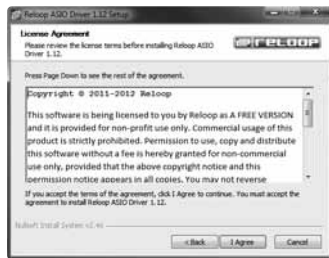 Reloop ASIO Driver 1.12 Setup
License Agreement
Please review the license terms before installing Reloop ASIO
Driver 1.12.
reloop
Press Page Down to see the rest of the agreement.
Copyright © 2011-2012 Reloop
This software is being licensed to you by Reloop as A FREE VERSION
and it is provided for non-profit use only. Commercial usage of this
product is strictly prohibited. Permission to use, copy and distribute
this software without a fee is hereby granted for non-commercial
use only, provided that the above copyright notice and this
permission notice appears in all copies. You may not reverse
If you accept the terms of the agreement, click I Agree to continue. You must accept the
agreement to install Reloop ASIO Driver 1.12.
Nullsoft Install System v2.46
< Back
I Agree
Cancel